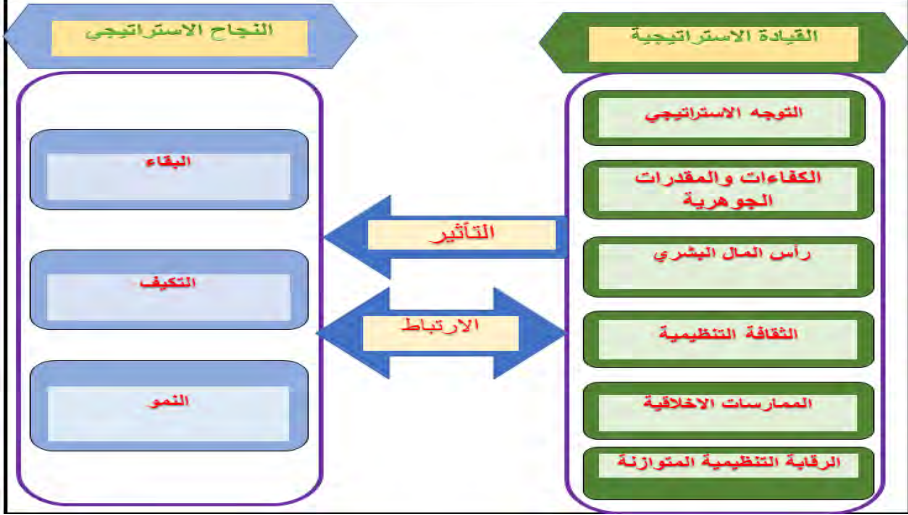 القيادة الاستراتيجية
التوجه الاستراتيجي
الكفاءات والمقدرات
الجوهرية
رأس المال البشري
الثقافة التنظيمية
الممارسات الاخلاقية
الرقابة التنظيمية المتوازنة
التأثير
الارتباط
النجاح الاستراتيجي
البقاء
التكيف
النمو